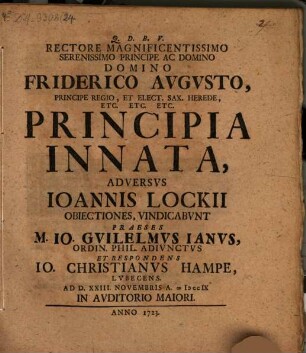 Q. D. B. V.
RECTORE MAGNIFICENTISSIMO
SERENISSIMO PRINCIPE AC DOMINO
DOMINO
FRIDERICO AVGVSTO,
PRINCIPE REGIO, ET ELECT. SAX. HEREDE,
ETC. ETC. ETC.
PRINCIPIA
INNATA,
ADVERSVS
IOANNIS LOCKII
OBIECTIONES, VINDICABVNT
PRAESES
M. IO. GVILELMVS IANVS,
ORDIN. PHIL. ADIVNCTVS
ET RESPONDENS
IO. CHRISTIANVS HAMPE,
LVBECENS.
AD D. XXIII. NOVEMBRIS A.
IN AVDITORIO MAIORI.
ANNO 1723.